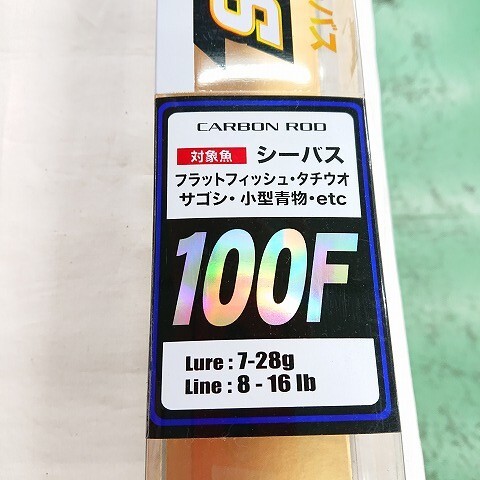 S
バス
CARBON ROD
対象魚 シーバス
フラットフィッシュ・タチウオ
サゴシ・小型青物・etc
100F
Lure : 7-28g
Line : 8 - 16 lb